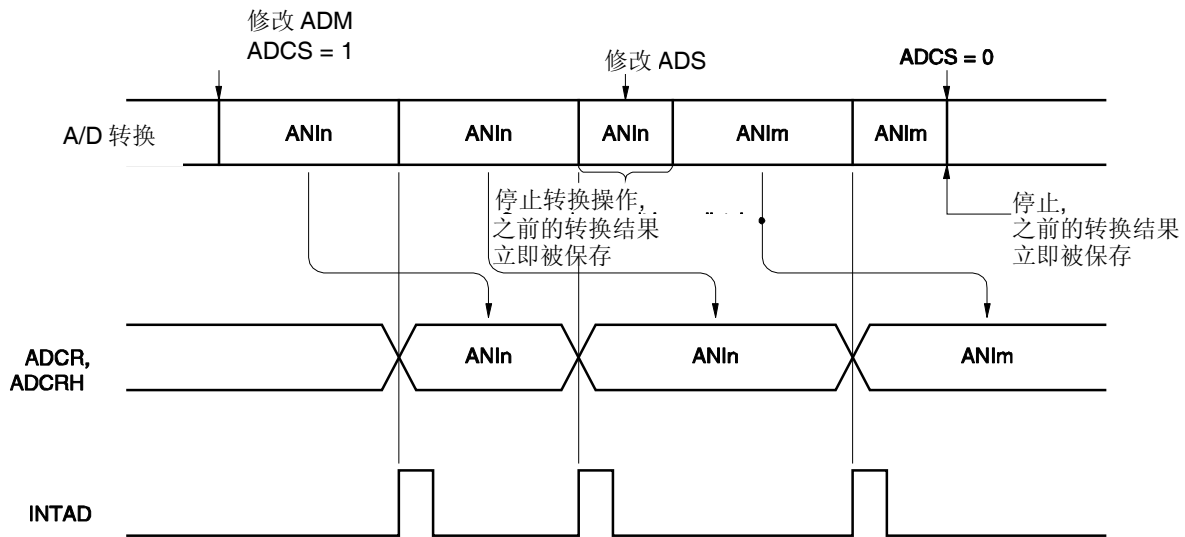 修改 ADM
ADCS = 1
修改 ADS
ADCS = 0
A/D 转换
ANIn
ANIn
ANIn
ANIm
ANIm
停止转换操作,
之前的转换结果
立即被保存
停止,
之前的转换结果
立即被保存
ADCR,
ADCRH
ANIn
ANIn
ANIm
INTAD